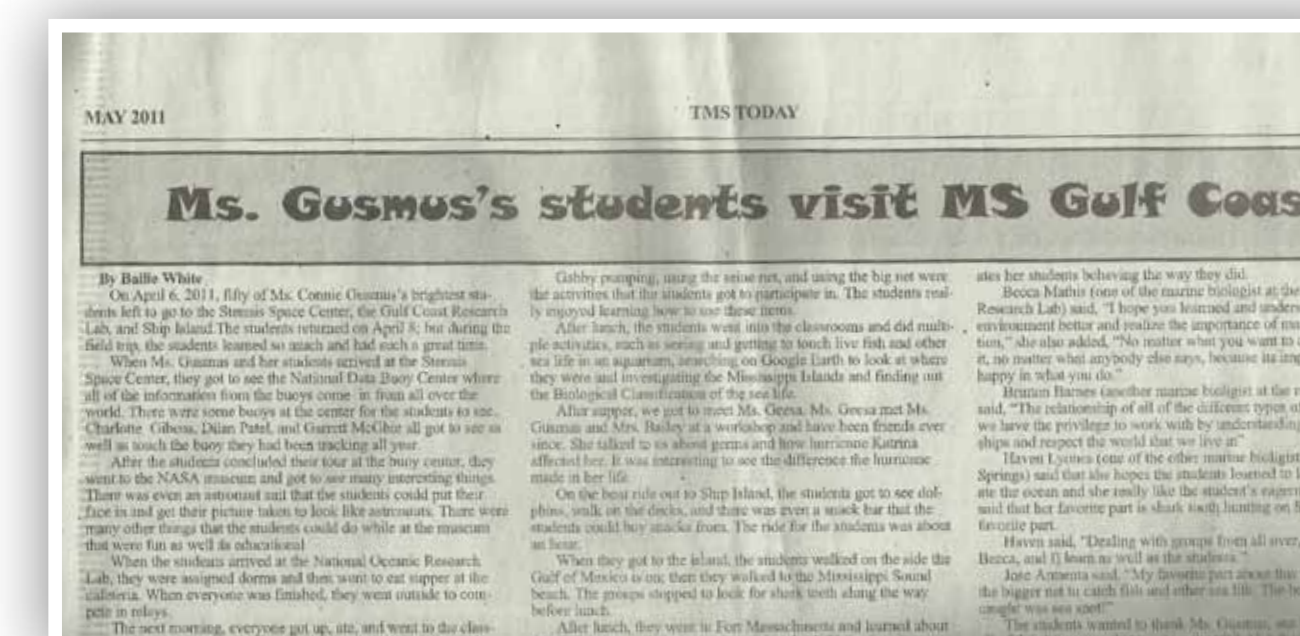 MAY 2011
TMS TODAY
Ms. Gusmus's students visit MS Gulf Coas
By Bailie White
On April 6, 2011, fifty of Ms. Connie Gusmus's brightest stu-
dents left to go to the Stennis Space Center, the Gulf Coast Research
Lab, and Ship Island. The students returned on April 8; but during the
field trip, the students learned so much and had such a great time.
When Ms. Gusmus and her students arrived at the Stennis
Space Center, they got to see the National Data Buoy Center where
all of the information from the buoys come in from all over the
world. There were some buoys at the center for the students to see.
Charlotte Dilan Patel, and Garrett all got to see as
well as touch the buoy they had been tracking all year.
After the students concluded their tour at the buoy center, they
went to the NASA museum and got to see many interesting things.
There was even an astronaut suit that the students could put their
face in and get their picture taken to look like astronauts. There were
many other things that the students could do while at the museum
that were fun as well as educational
When the students arrived at the National Oceanic Research
Lab, they were assigned dorms and then went to eat supper at the
cafeteria. When everyone was finished, they went outside to com-
pete in relays.
The next morning, everyone got up, ate, and went to the class-
Gabby pumping, using the seine net, and using the big net were
the activities that the students got to participate in. The students real-
ly enjoyed learning how to use these items.
After lunch, the students went into the classrooms and did multi-
ple activities, such as seeing and getting to touch live fish and other
sea life in an aquarium, searching on Google Earth to look at where
they were and investigating the Mississippi Islands and finding out
the Biological Classification of the sea life.
After supper, we got to meet Ms. Geesa. Ms. Geesa met Ms.
Gusmus and Mrs. Bailey at a workshop and have been friends ever
since. She talked to us about germs and how hurricane Katrina
affected her. It was interesting to see the difference the hurricane
made in her life.
On the boat ride out to Ship Island, the students got to see dol-
phins, walk on the decks, and there was even a snack bar that the
students could buy snacks from. The ride for the students was about
an hour.
When they got to the island, the students walked on the side the
Gulf of Mexico is on; then they walked to the Mississippi Sound
beach. The groups stopped to look for shark teeth along the way
before lunch.
After lunch, they went to Fort Massachusetts and learned about
ates her students behaving the way they did.
Becca Mathis (one of the marine biologist at the
Research Lab) said, "I hope you learned and unders
environment better and realize the importance of
tion," she also added, "No matter what you want to
it, no matter what anybody else says, because its
happy in what you do."
Barnes (another marine biologist at the
said, "The relationship of all of the different types of
we have the privilege to work with by understanding
ships and respect the world that we live in"
Haven (one of the other marine biologist
Springs) said that she hopes the students learned to
ate the ocean and she really like the student's
said that her favorite part is shark tooth hunting on
favorite part.
Haven said, "Dealing with groups from all over,
Becca, and I) learn as well as the students."
Jose Armenta said, "My favorite part about this
the bigger net to catch fish and other sea life. The
caught was sea
The students wanted to thank Ms. Gusmus,